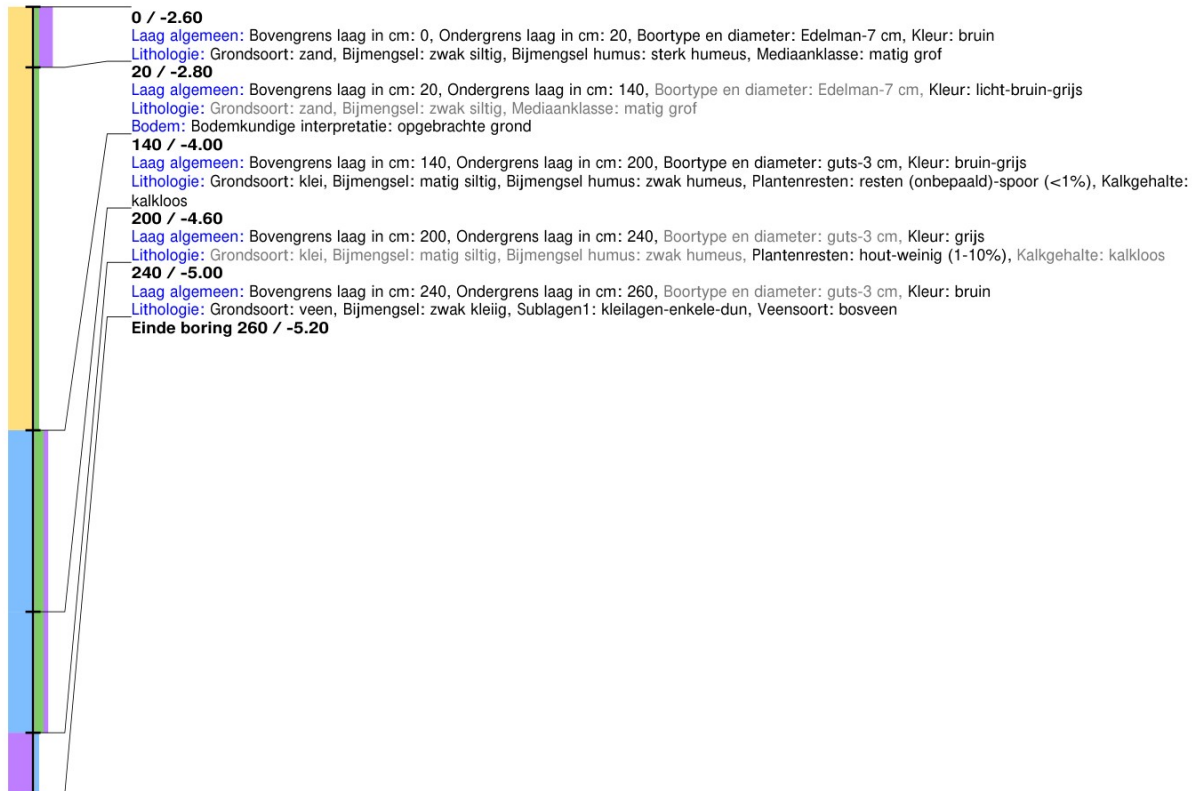 0 / -2.60
Laag algemeen: Bovengrens laag in cm: 0, Ondergrens laag in cm: 20, Boortype en diameter: Edelman-7 cm, Kleur: bruin
Lithologie: Grondsoort: zand, Bijmengsel: zwak siltig, Bijmengsel humus: sterk humeus, Mediaanklasse: matig grof
20 / -2.80
Laag algemeen: Bovengrens laag in cm: 20, Ondergrens laag in cm: 140, Boortype en diameter: Edelman-7 cm, Kleur: licht-bruin-grijs
Lithologie: Grondsoort: zand, Bijmengsel: zwak siltig, Mediaanklasse: matig grof
Bodem: Bodemkundige interpretatie: opgebrachte grond
140 / -4.00
Laag algemeen: Bovengrens laag in cm: 140, Ondergrens laag in cm: 200, Boortype en diameter: guts-3 cm, Kleur: bruin-grijs
Lithologie: Grondsoort: klei, Bijmengsel: matig siltig, Bijmengsel humus: zwak humeus, Plantenresten: resten (onbepaald)-spoor (<1%), Kalkgehalte:
kalkloos
200 / -4.60
Laag algemeen: Bovengrens laag in cm: 200, Ondergrens laag in cm: 240, Boortype en diameter: guts-3 cm, Kleur: grijs
Lithologie: Grondsoort: klei, Bijmengsel: matig siltig, Bijmengsel humus: zwak humeus, Plantenresten: hout-weinig (1-10%), Kalkgehalte: kalkloos
240 / -5.00
Laag algemeen: Bovengrens laag in cm: 240, Ondergrens laag in cm: 260, Boortype en diameter: guts-3 cm, Kleur: bruin
Lithologie: Grondsoort: veen, Bijmengsel: zwak kleiig, Sublagen1: kleilagen-enkele-dun, Veensoort: bosveen
Einde boring 260 / -5.20